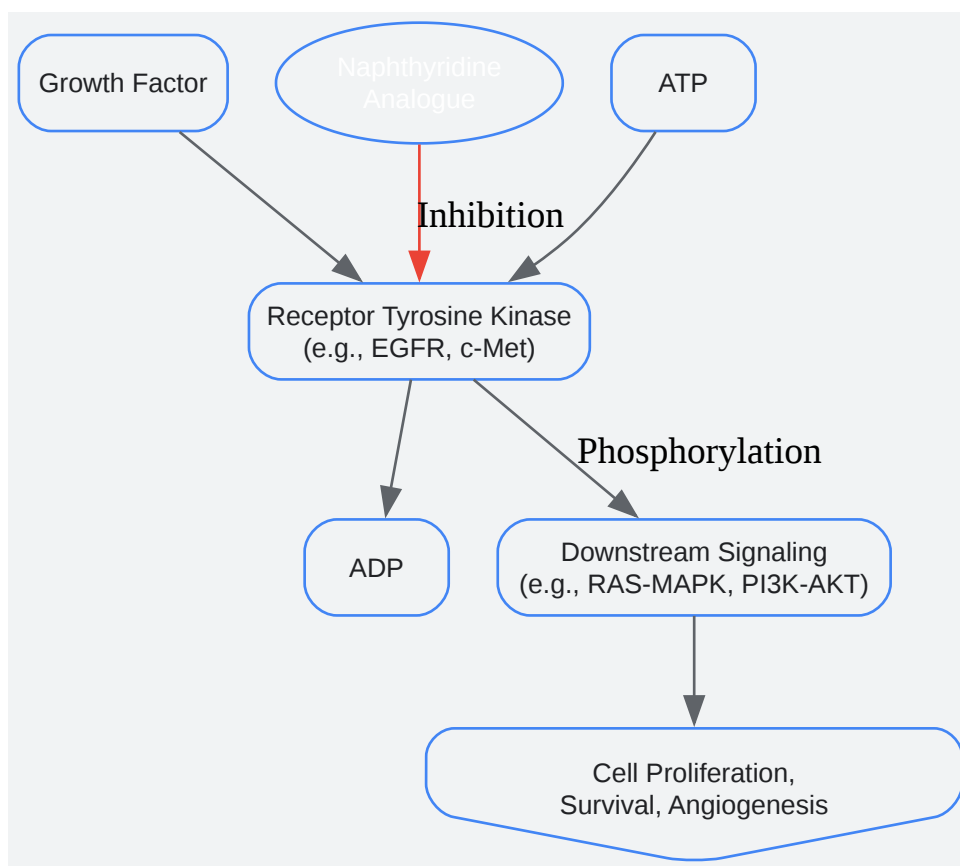 Growth Factor
Naphthyridine
Analogue
ATP
Inhibition
Receptor Tyrosine Kinase
(e.g., EGFR, c-Met)
Phosphorylation
ADP
Downstream Signaling
(e.g., RAS-MAPK, PI3K-AKT)
Cell Proliferation,
Survival, Angiogenesis